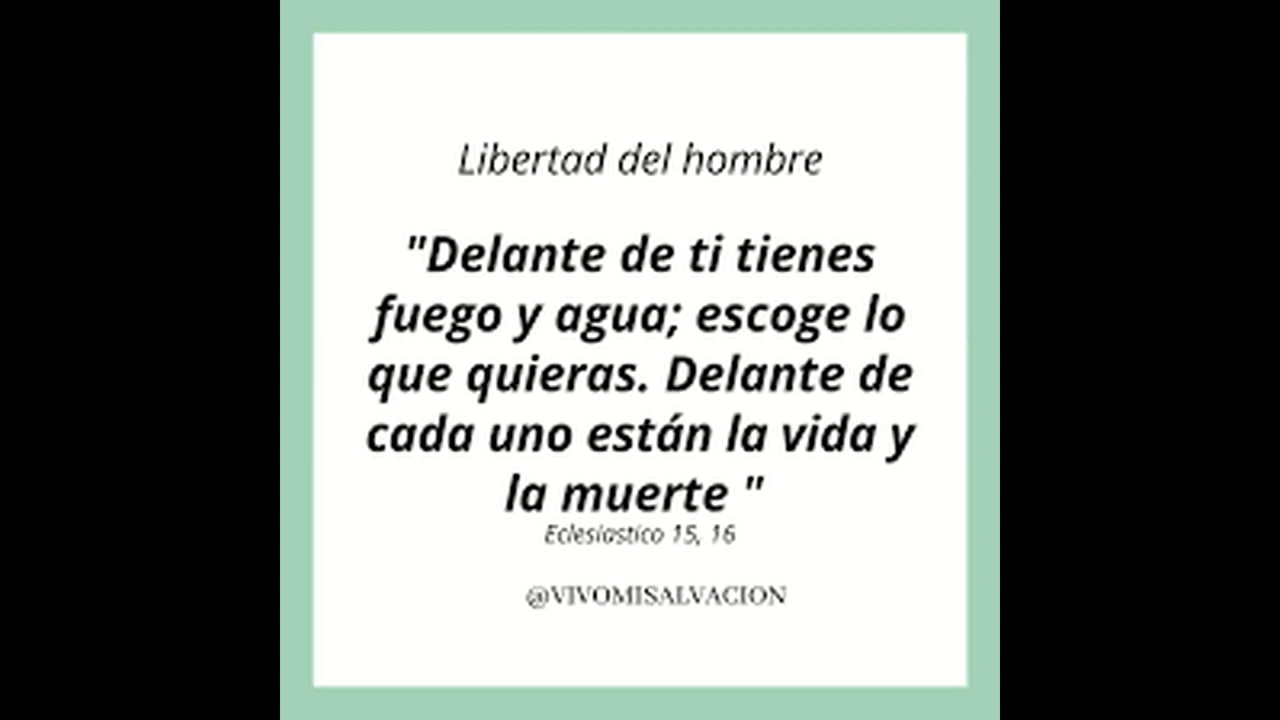 Libertad del hombre
"Delante de ti tienes
fuego y agua; escoge lo
que quieras. Delante de
cada uno están la vida y
la muerte "
Eclesiastico 15, 16
@VIVOMISALVACION